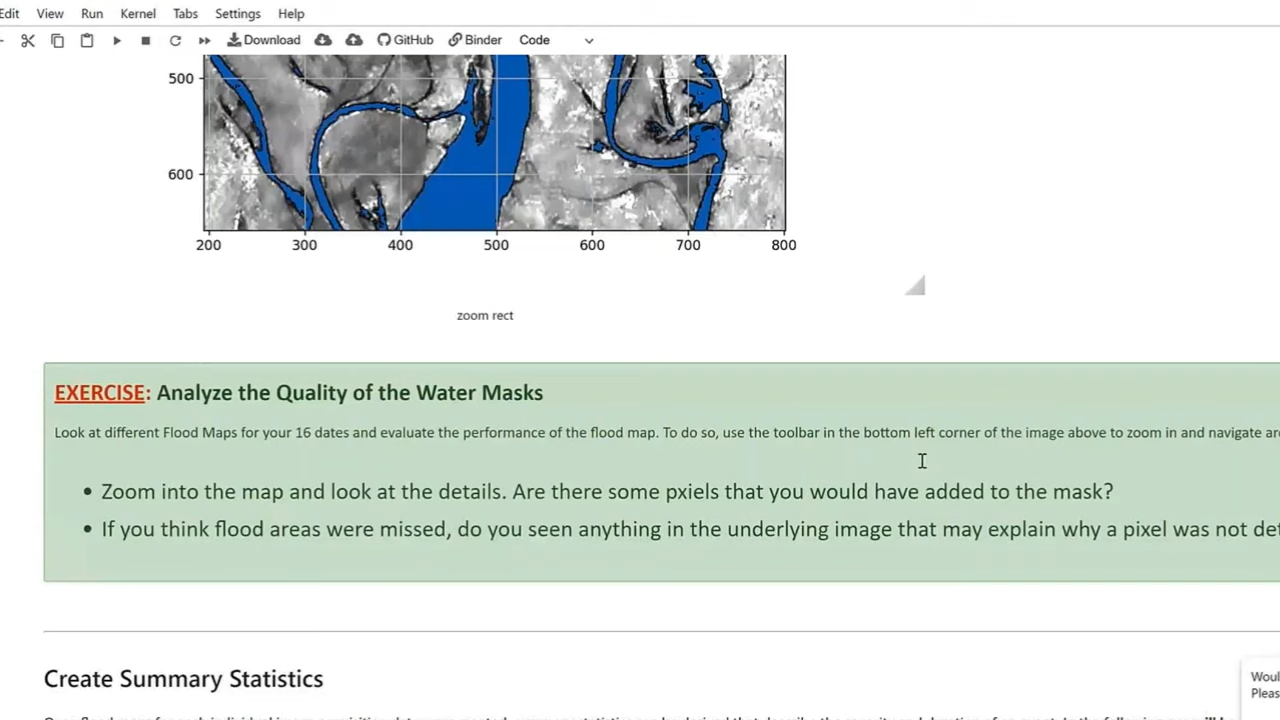 Edit View Run Kernel Tabs Settings Help
Download GitHub Binder Code
500
600
200 300 400 500 600 700 800
zoom rect
EXERCISE: Analyze the Quality of the Water Masks
Look at different Flood Maps for your 16 dates and evaluate the performance of the flood map. To do so, use the toolbar in the bottom left corner of the image above to zoom in and navigate
• Zoom into the map and look at the details. Are there some pxiels that you would have added to the mask?
• If you think flood areas were missed, do you seen anything in the underlying image that may explain why a pixel was not
Create Summary Statistics
Woul
Pleas